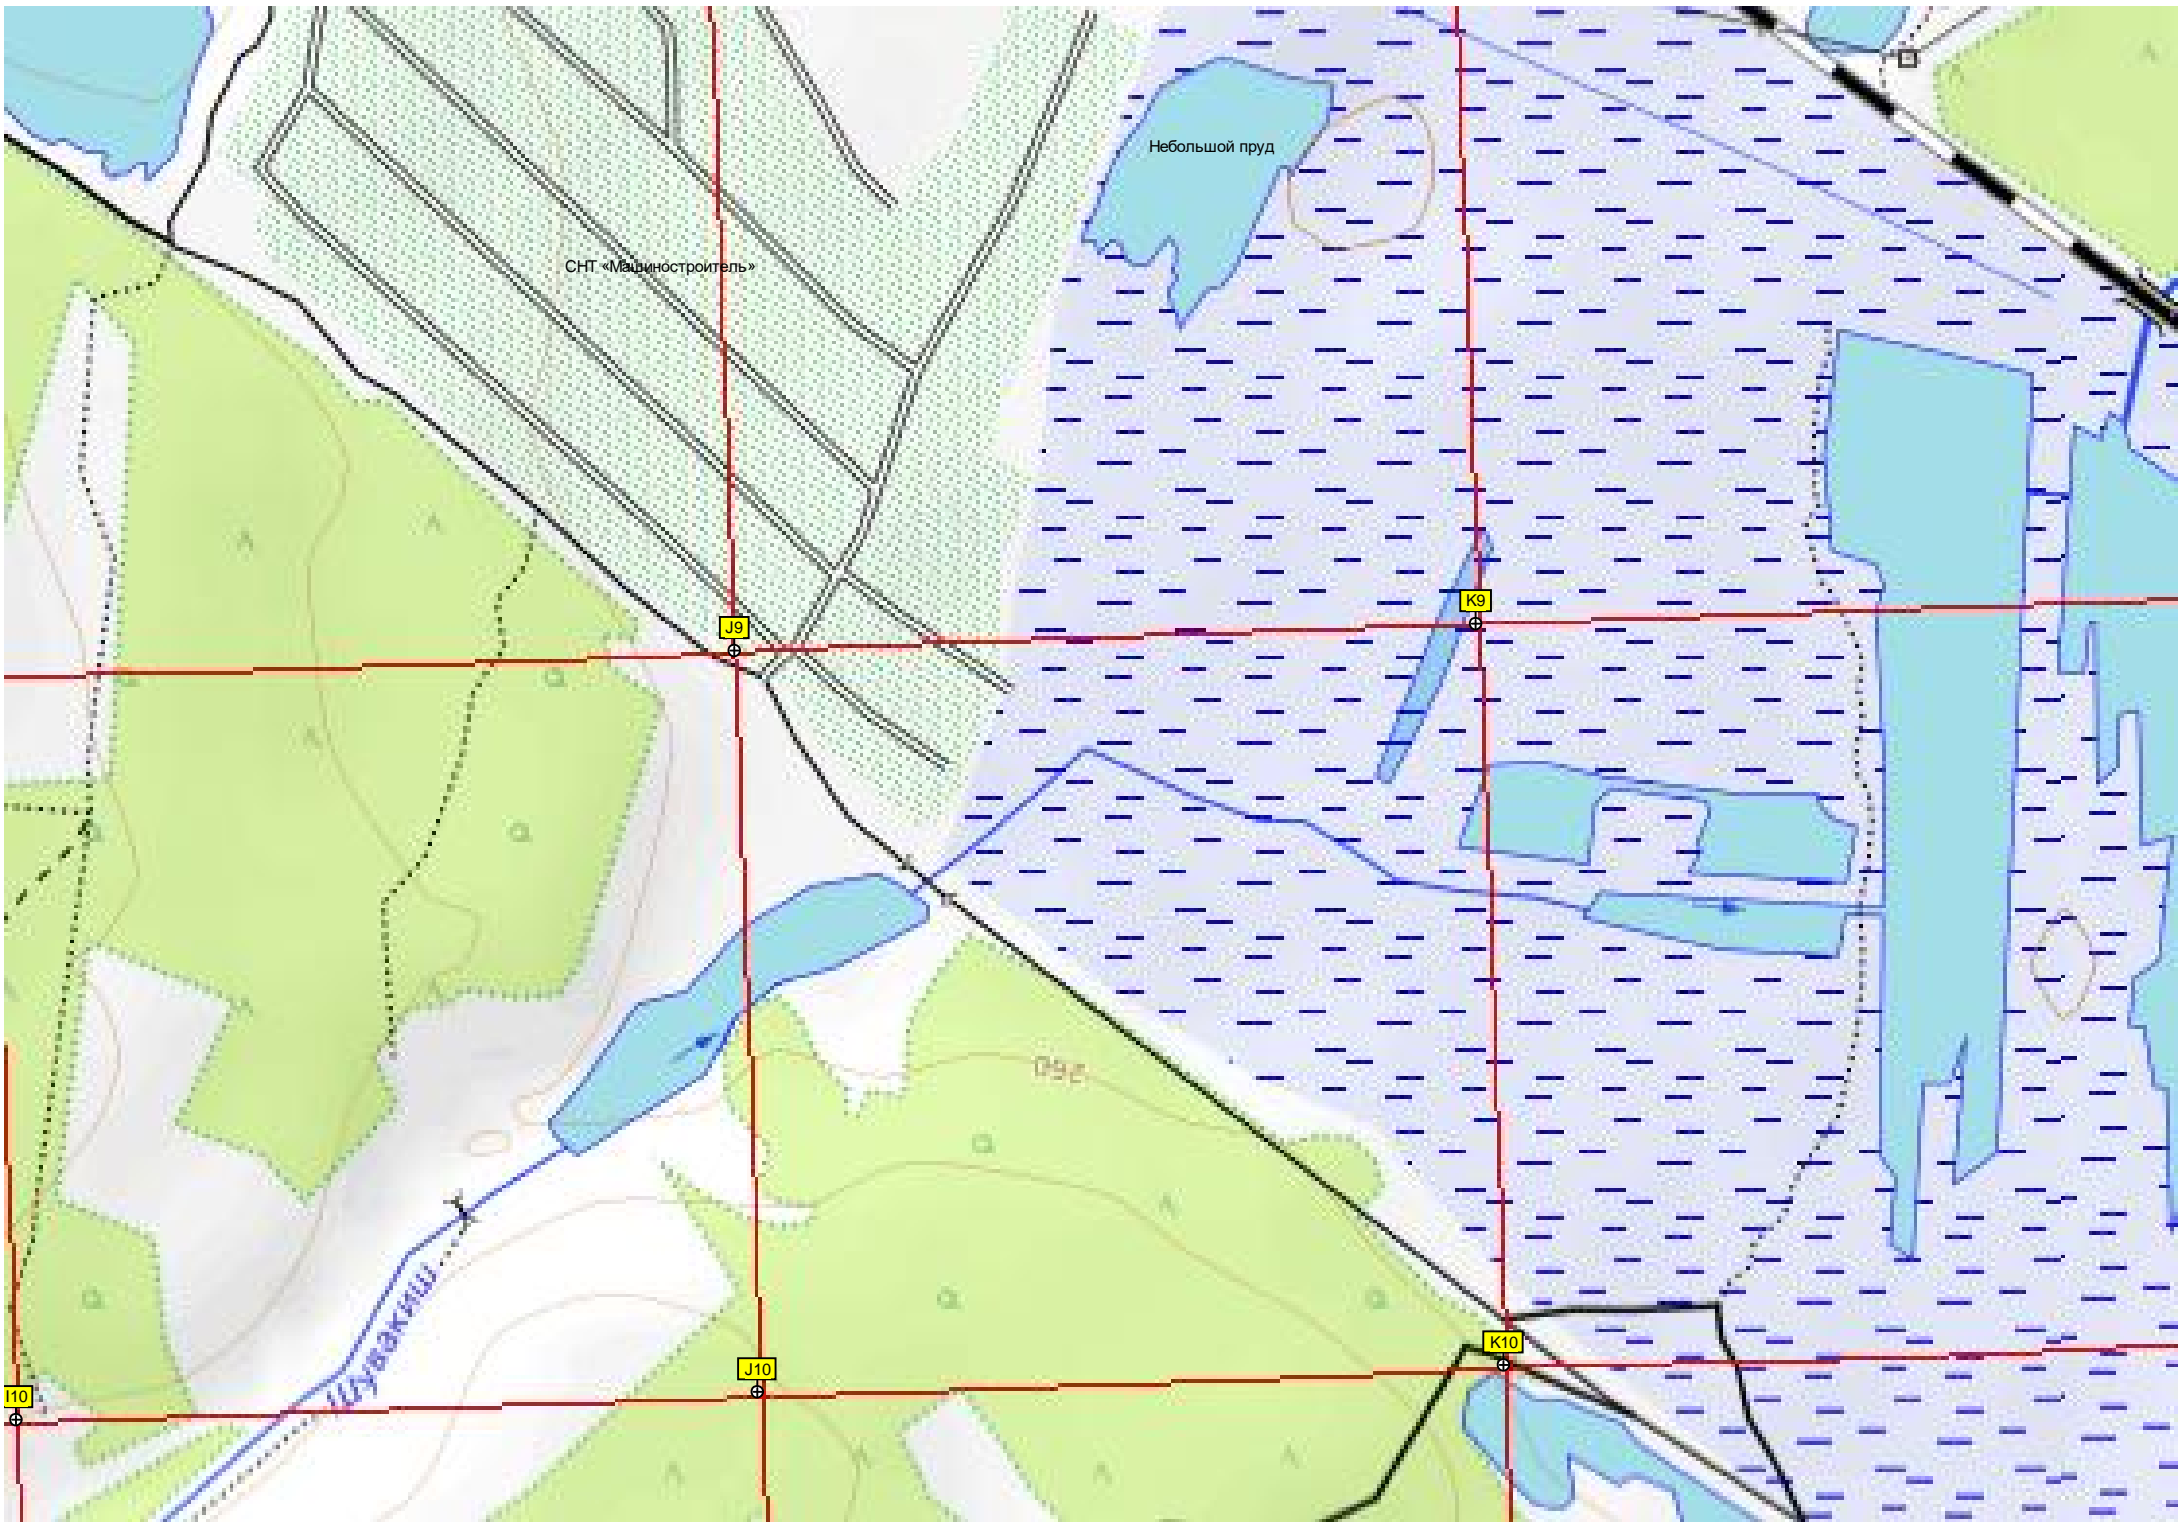 Небольшой пруд
СНТ «Машиностроитель»
K9
J9
260
Шувакиш
K10
J10
I10